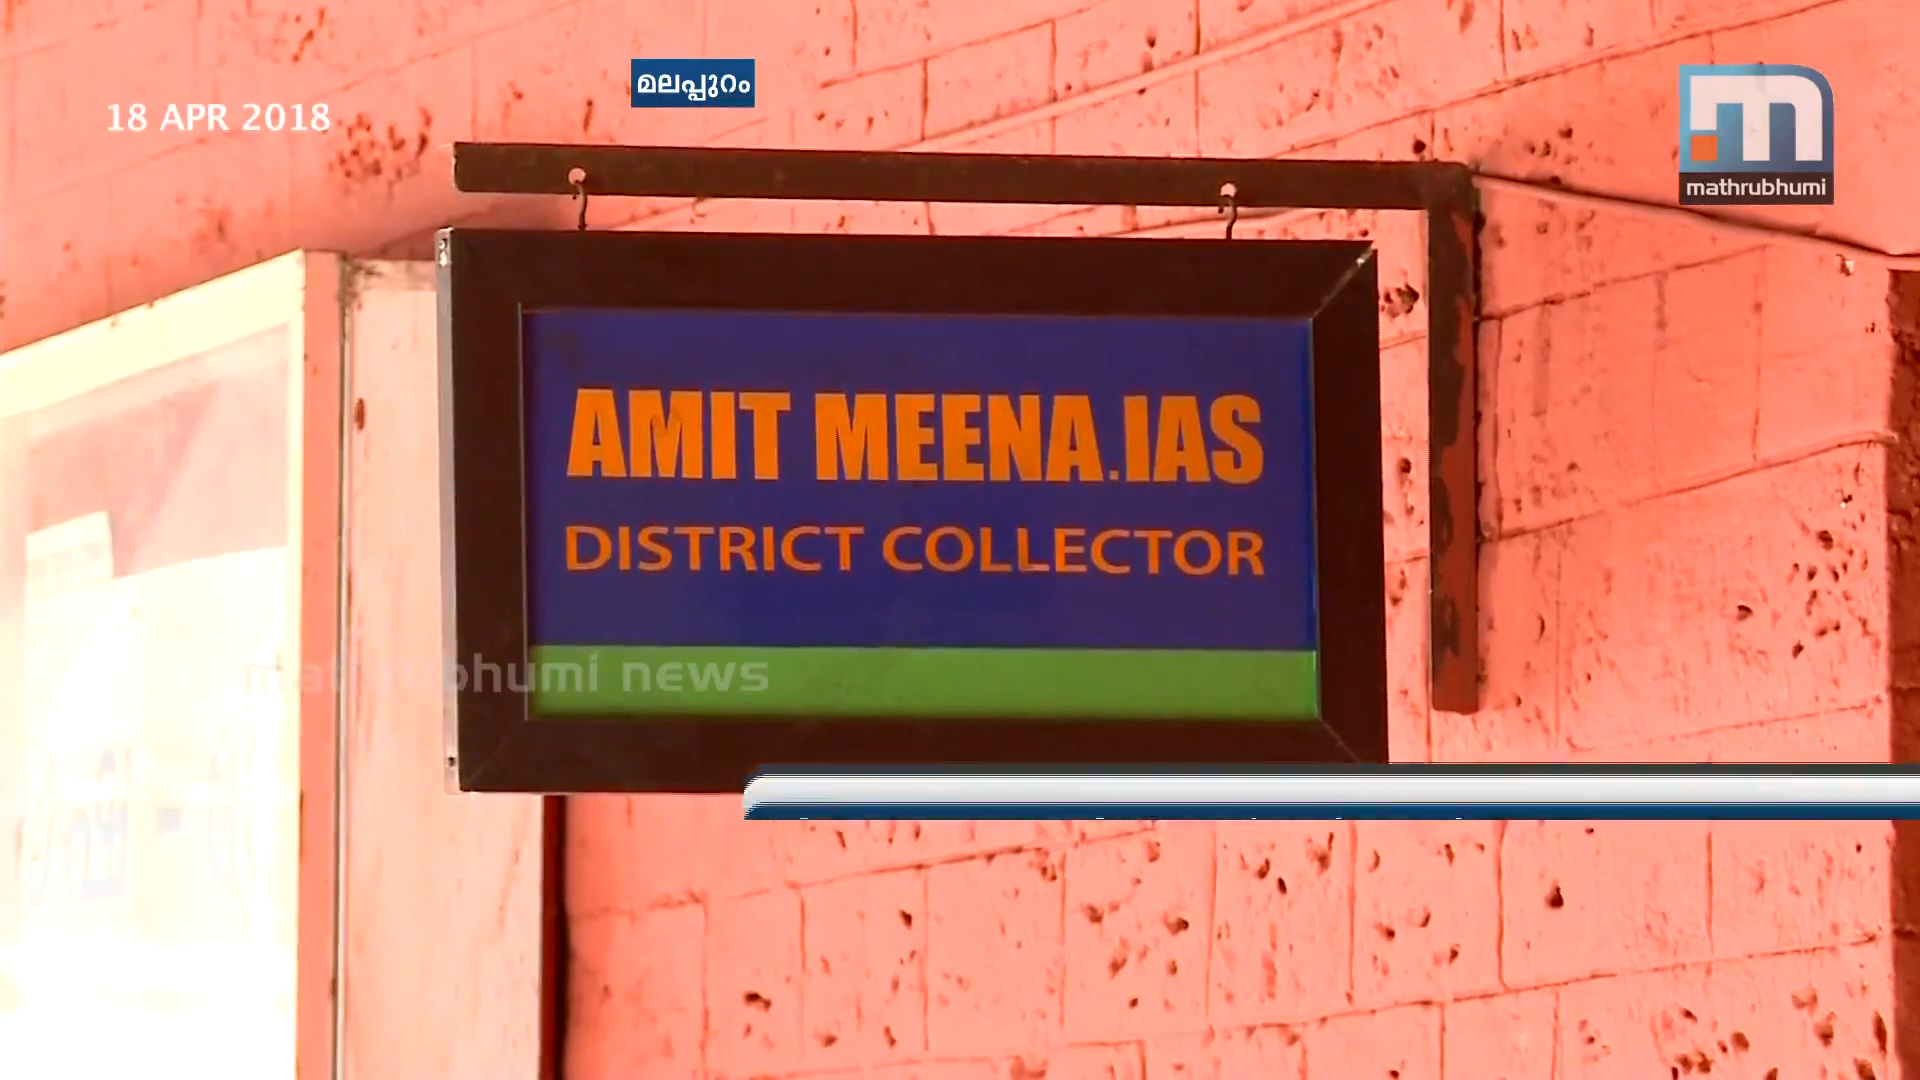 മലപ്പുറം
18 APR 2018
mathrubhumi
AMIT MEENA.IAS
DISTRICT COLLECTOR
mathrubhumi news